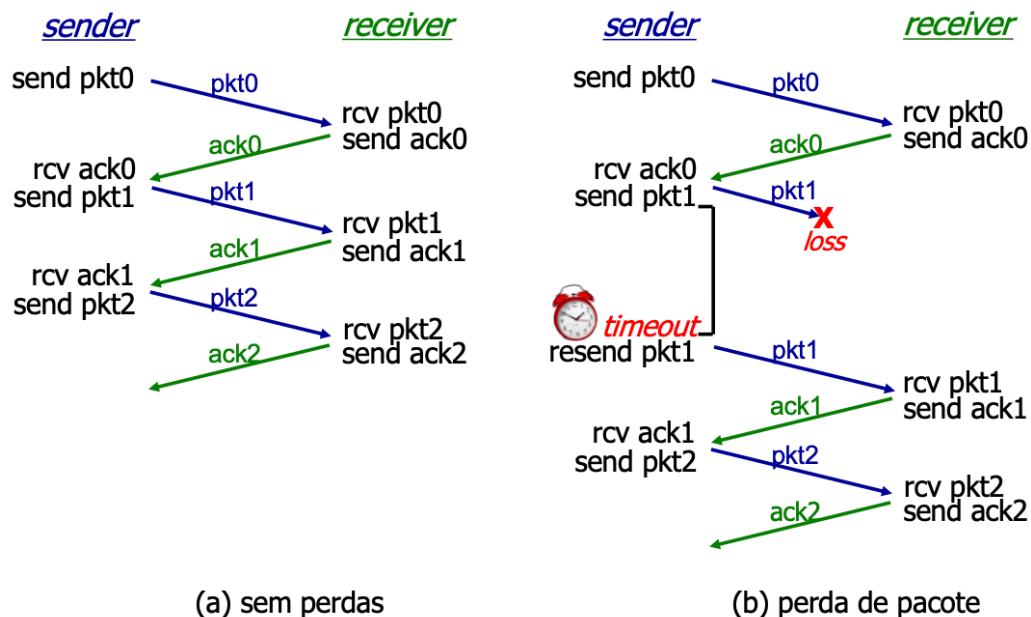 sender
receiver
send pkt0
pkt0
rcv pkt0
send ack0
ack0
rcv ack0
send pkt1
pkt1
rcv pkt1
send ack1
ack1
rcv ack1
send pkt2
pkt2
rcv pkt2
send ack2
ack2
(a) sem perdas
sender
receiver
send pkt0
pkt0
rcv pkt0
send ack0
ack0
rcv ack0
send pkt1
pkt1
X
loss
timeout
resend pkt1
pkt1
rcv pkt1
send ack1
ack1
rcv ack1
send pkt2
pkt2
rcv pkt2
send ack2
ack2
(b) perda de pacote